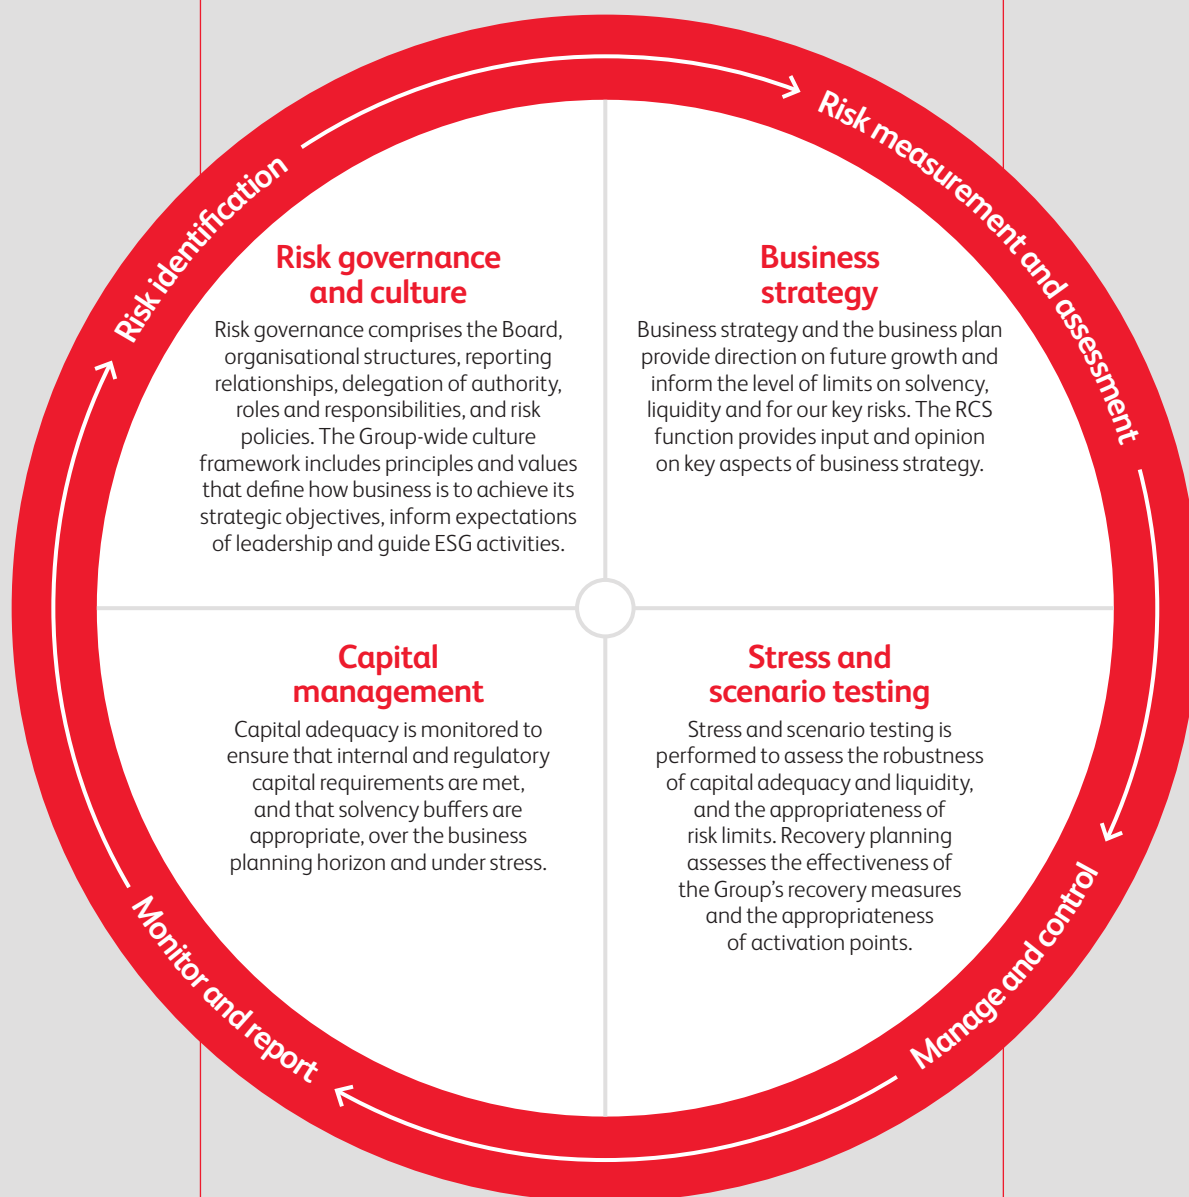 Risk identification
Risk measurement and assessment
Risk governance
and culture
Risk governance comprises the Board,
organisational structures, reporting
relationships, delegation of authority,
roles and responsibilities, and risk
policies. The Group-wide culture
framework includes principles and values
that define how business is to achieve its
strategic objectives, inform expectations
of leadership and guide ESG activities.
Business
strategy
Business strategy and the business plan
provide direction on future growth and
inform the level of limits on solvency,
liquidity and for our key risks. The RCS
function provides input and opinion
on key aspects of business strategy.
Capital
management
Capital adequacy is monitored to
ensure that internal and regulatory
capital requirements are met,
and that solvency buffers are
appropriate, over the business
planning horizon and under stress.
Stress and
scenario testing
Stress and scenario testing is
performed to assess the robustness
of capital adequacy and liquidity,
and the appropriateness of
risk limits. Recovery planning
assesses the effectiveness of
the Group’s recovery measures
and the appropriateness
of activation points.
Manage and control
Monitor and report